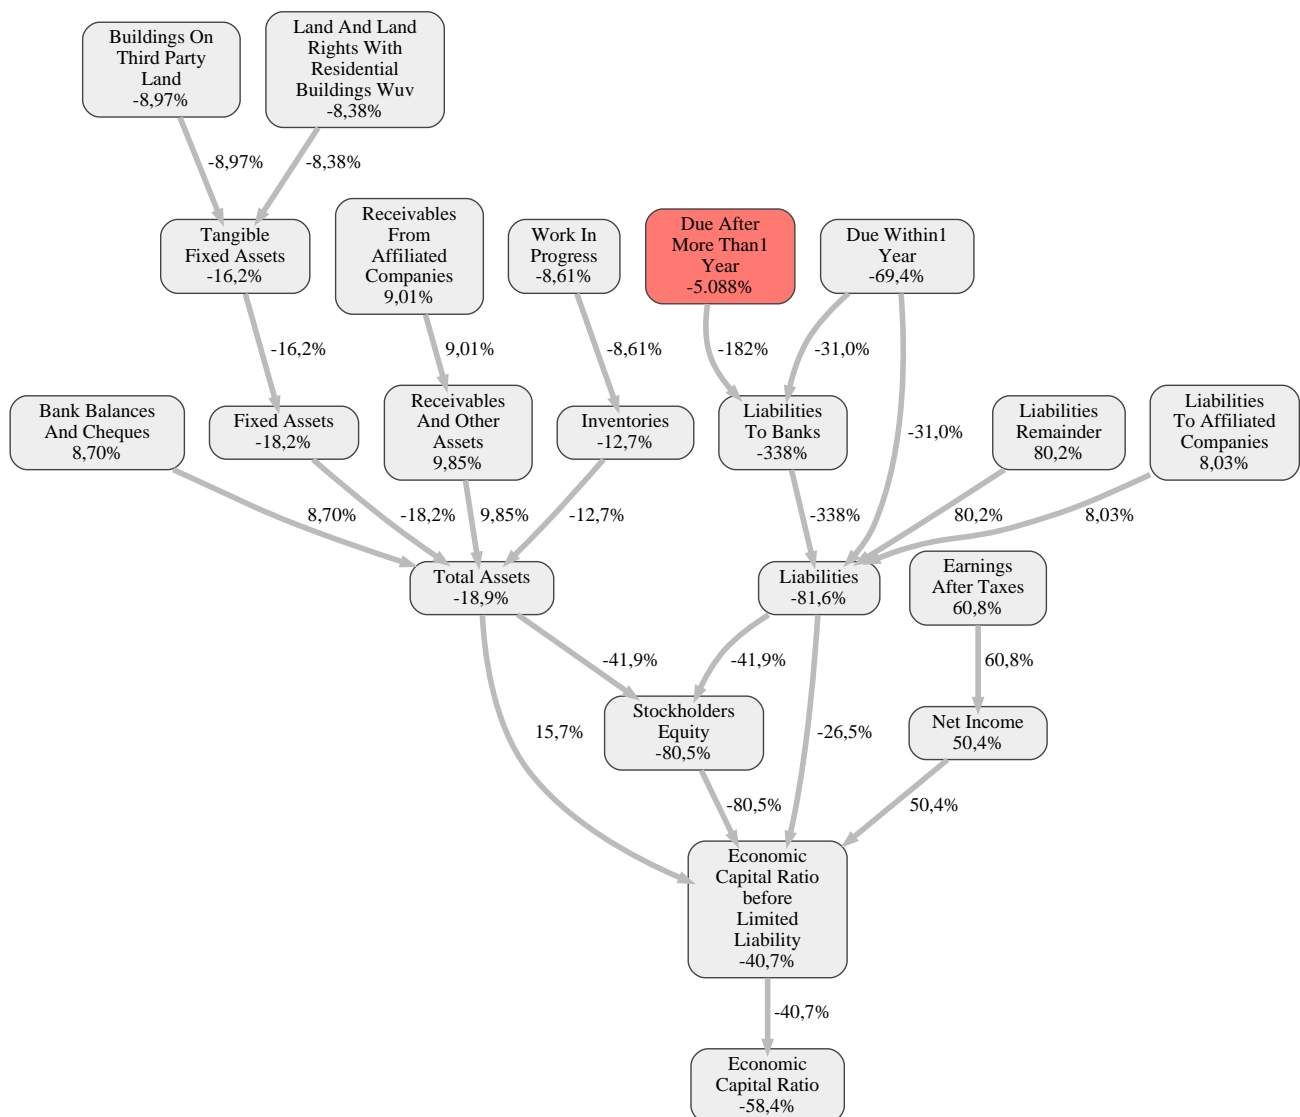 Buildings On
Third Party
Land
-8,97%
Land And Land
Rights With
Residential
Buildings Wuv
-8,38%
-8,97%
-8,38%
Tangible
Fixed Assets
-16,2%
Receivables
From
Affiliated
Companies
9,01%
Work In
Progress
-8,61%
Due After
More Than1
Year
-5.088%
Due Within1
Year
-69,4%
-16,2%
9,01%
-8,61%
-182%
-31,0%
-31,0%
Bank Balances
And Cheques
8,70%
Fixed Assets
-18,2%
Receivables
And Other
Assets
9,85%
Inventories
-12,7%
Liabilities
To Banks
-338%
Liabilities
Remainder
80,2%
Liabilities
To Affiliated
Companies
8,03%
8,70%
-18,2%
9,85%
-12,7%
-338%
80,2%
8,03%
Total Assets
-18,9%
Liabilities
-81,6%
Earnings
After Taxes
60,8%
-41,9%
-41,9%
60,8%
15,7%
Stockholders
Equity
-80,5%
-26,5%
Net Income
50,4%
-80,5%
50,4%
Economic
Capital Ratio
before
Limited
Liability
-40,7%
-40,7%
Economic
Capital Ratio
-58,4%